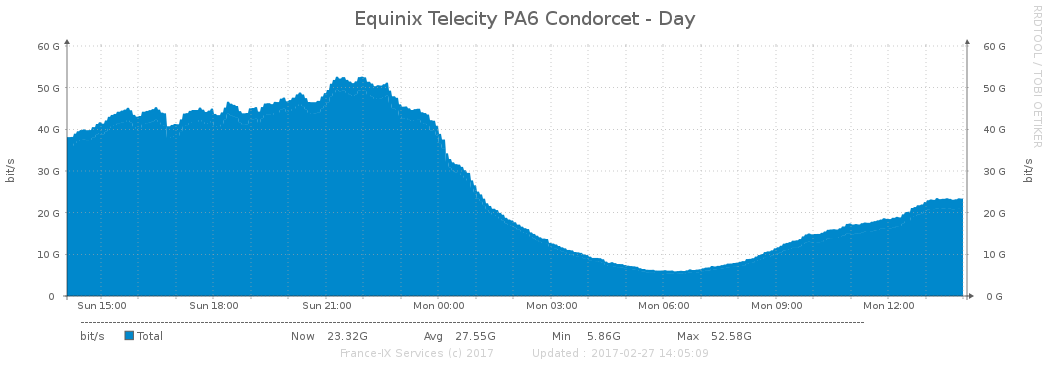 Equinix Telecity PA6 Condorcet - Day
RRDTOOL / TOBI OETIKER
bit/s
bit/s
60 G 60 G
50 G 50 G
40 G 40 G
30 G 30 G
20 G 20 G
10 G 10 G
0 0 G
Sun 15:00 Sun 18:00 Sun 21:00 Mon 00:00 Mon 03:00 Mon 06:00 Mon 09:00 Mon 12:00
bit/s Total Now 23.32G Avg 27.55G Min 5.86G Max 52.58G
France-IX Services (c) 2017 Updated : 2017-02-27 14:05:09